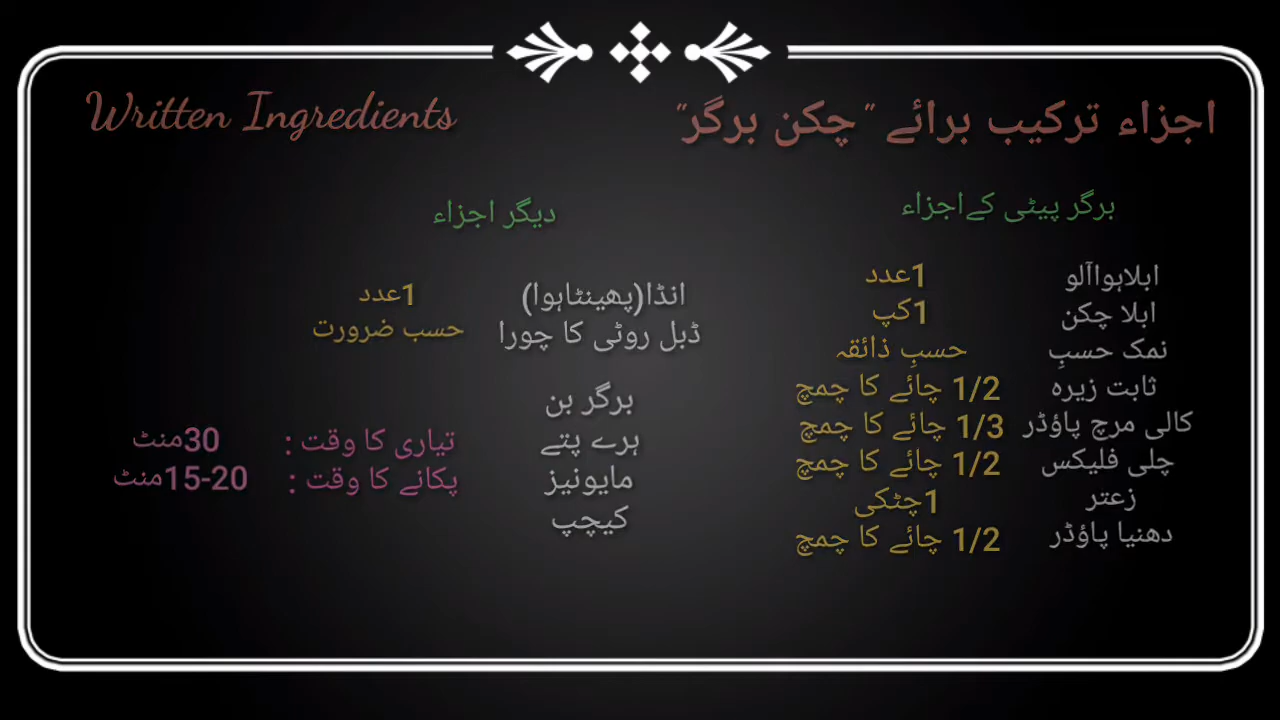 Written Ingredients
اجزاء ترکیب برائے "چکن برگر"
برگر پیٹی کےاجزاء
ابلاہواآلو 1عدد
ابلا چکن 1کپ
نمک حسبِ حسبِ ذائقہ
ثابت زیرہ 1/2 چائے کا چمچ
کالی مرچ پاؤڈر 1/3 چائے کا چمچ
چلی فلیکس 1/2 چائے کا چمچ
زعتر 1چٹکی
دھنیا پاؤڈر 1/2 چائے کا چمچ
دیگر اجزاء
انڈا(پھینٹاہوا) 1عدد
ڈبل روٹی کا چورا حسب ضرورت
برگر بن
ہرے پتے
مایونیز
کیچپ
تیاری کا وقت : 30منٹ
پکانے کا وقت : 15-20منٹ